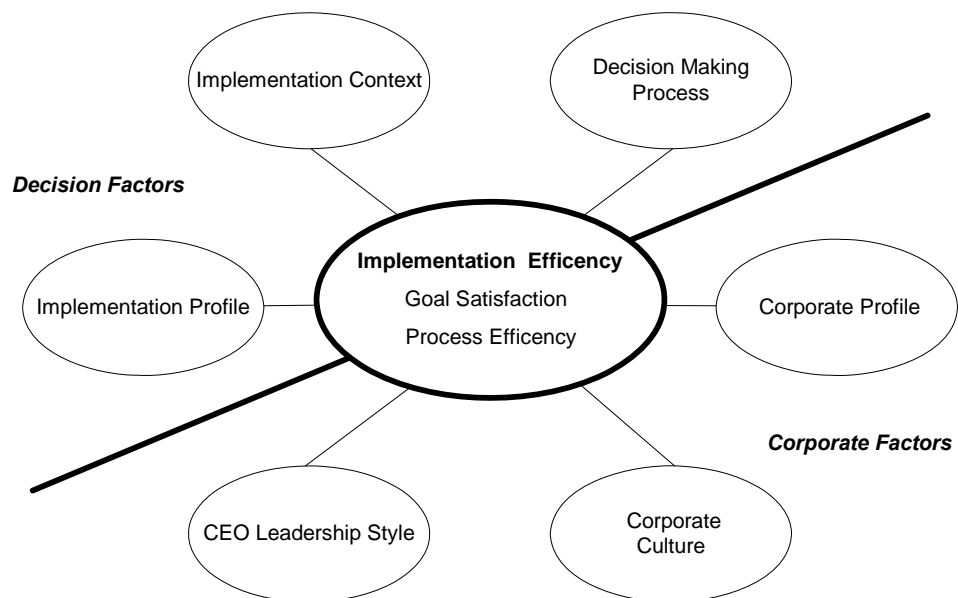 Implementation Context
Decision Making
Process
Decision Factors
Implementation Efficency
Goal Satisfaction
Process Efficency
Implementation Profile
Corporate Profile
Corporate Factors
CEO Leadership Style
Corporate
Culture